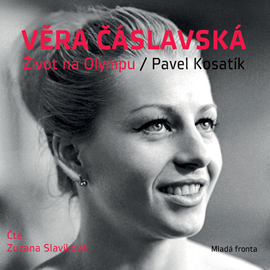 VĚRA ČÁSLAVSKÁ
Život na Olympu / Pavel Kosatík
Čte
Zuzana Slavíková
Mladá fronta